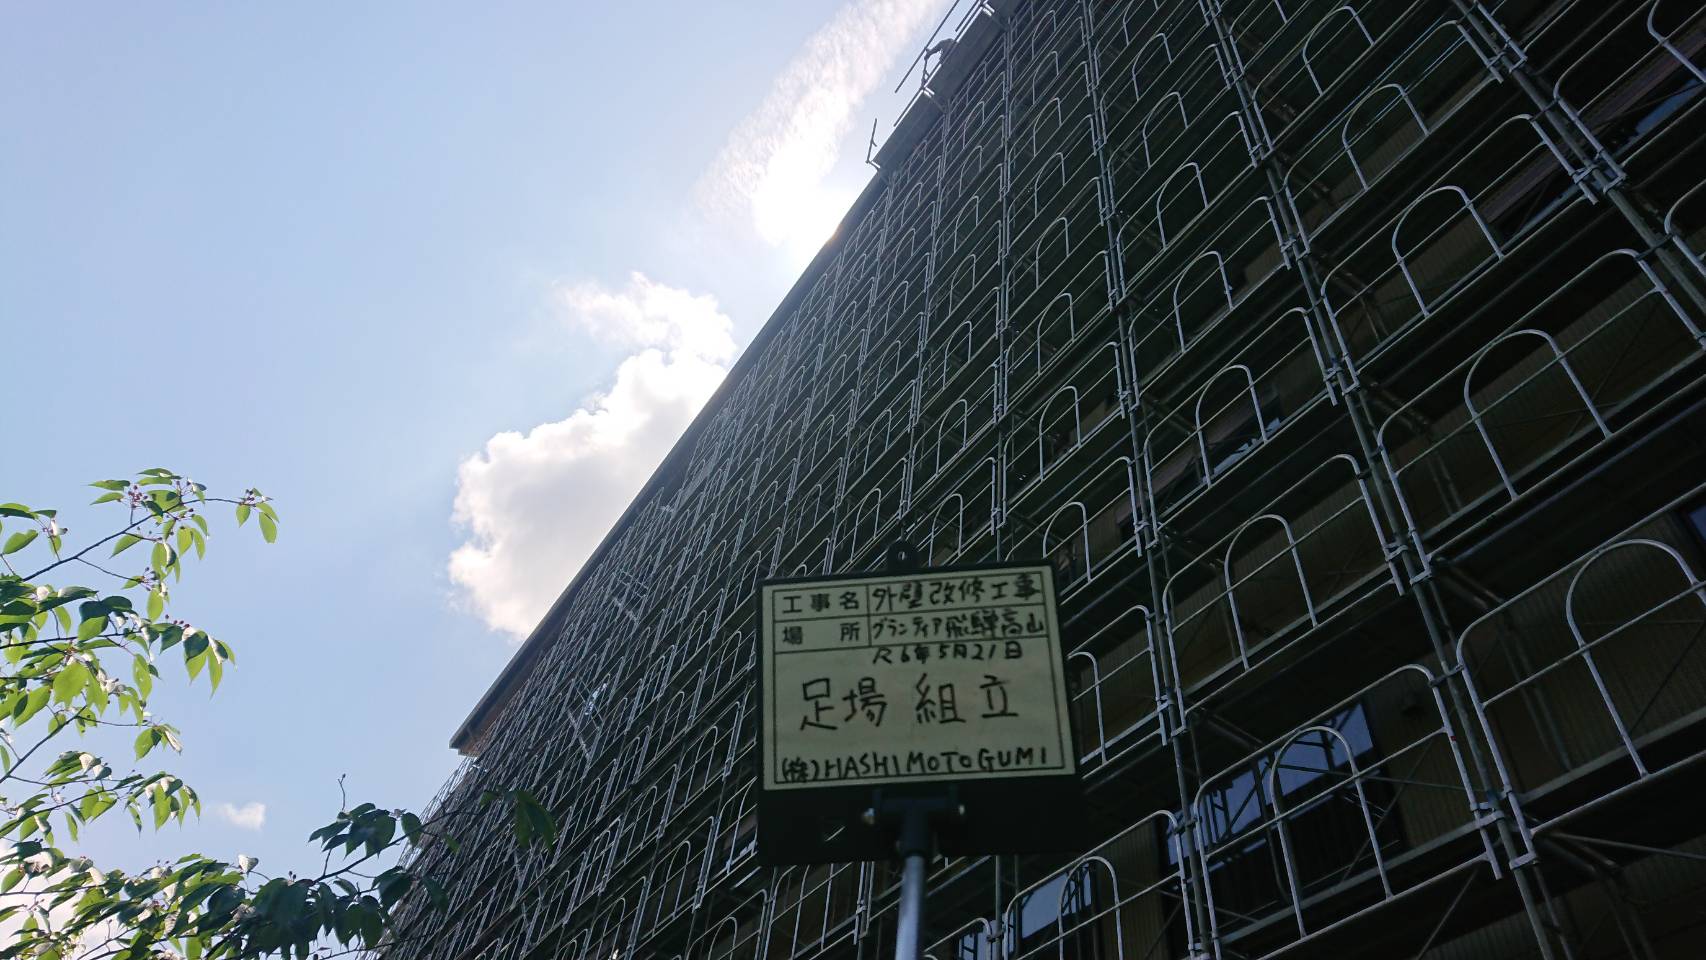 工事名 外壁改修工事
場所 グランディア飛騨高山
R6年5月21日
足場 組立
(株)HASHIMOTOGUMI